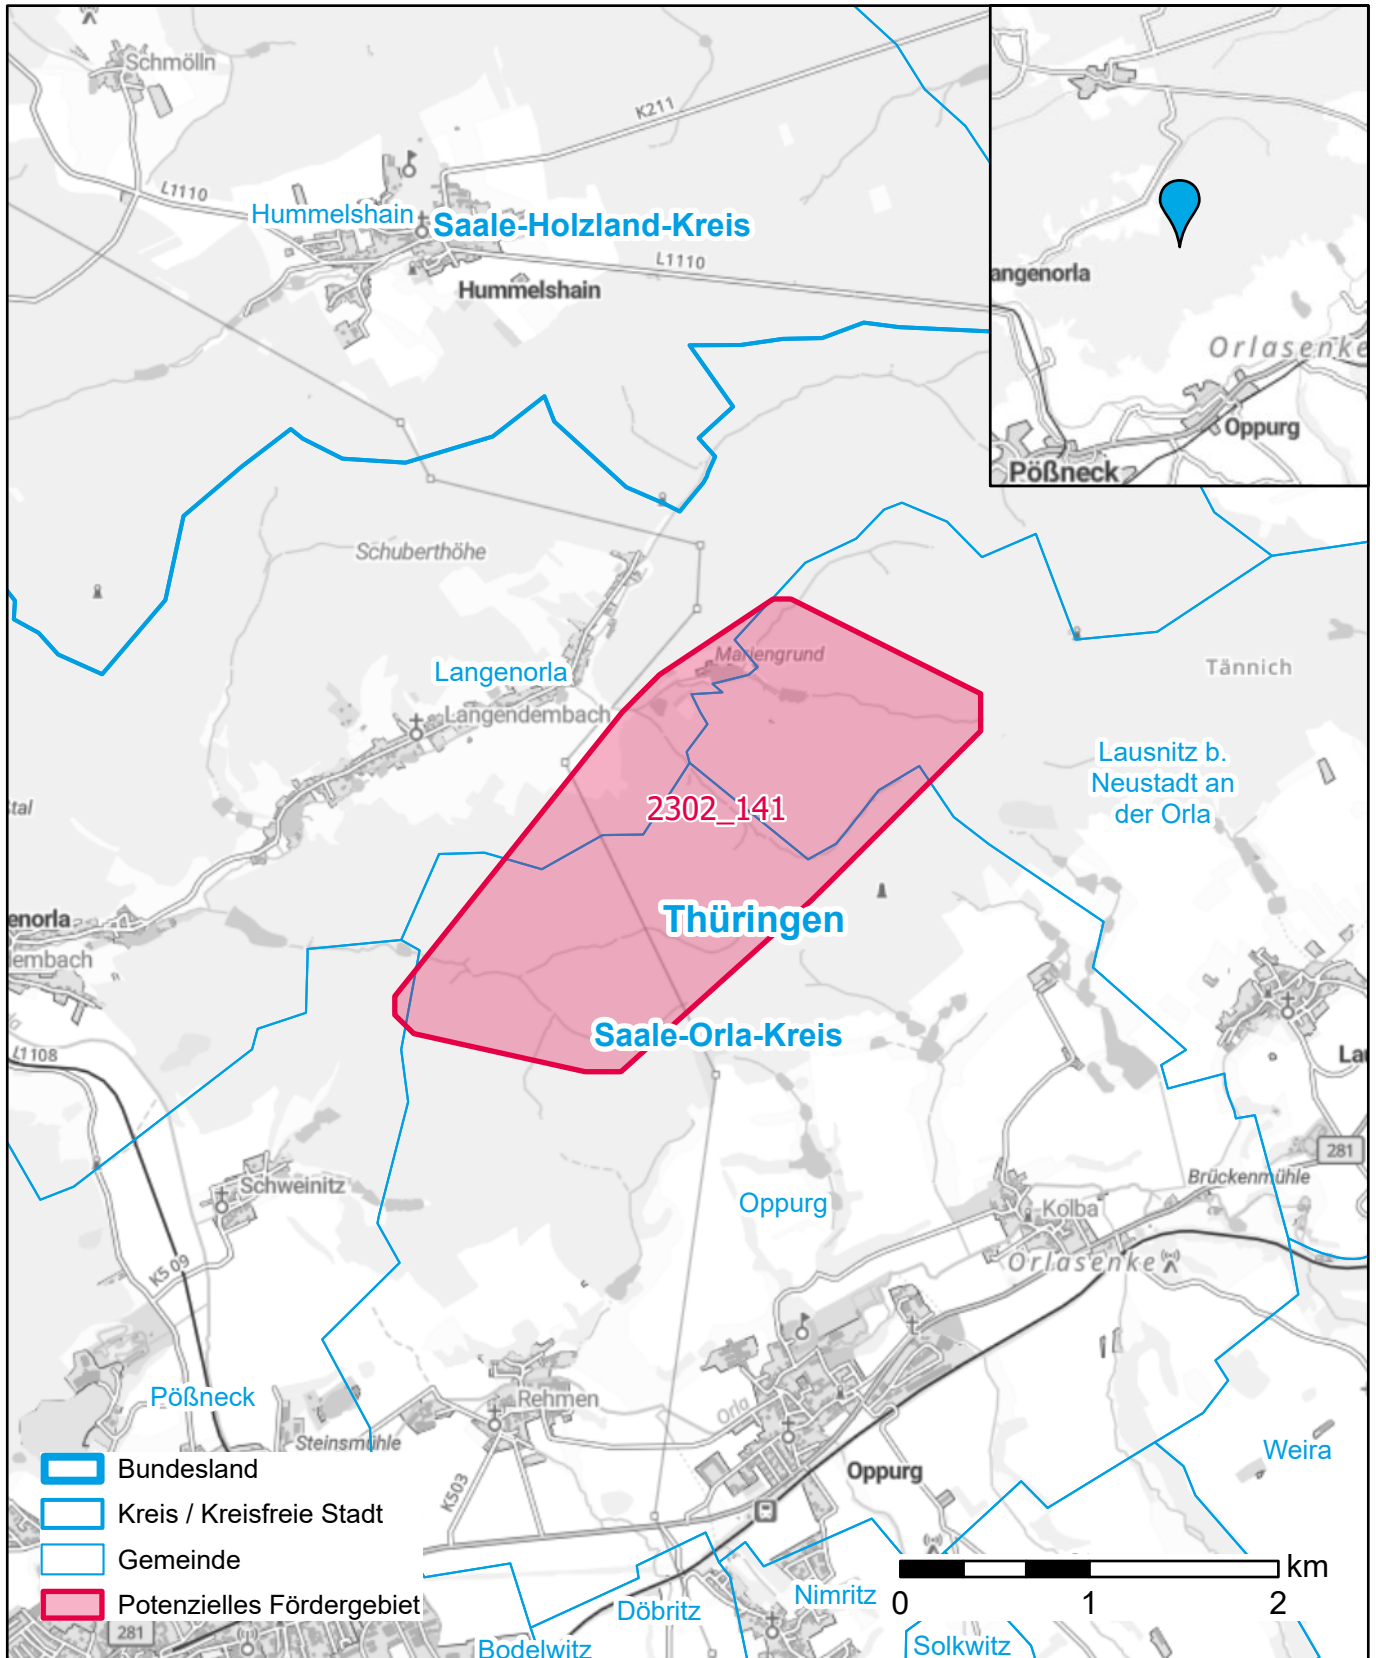 Schmölln
K211
L1110
Hummelshain
Saale-Holzland-Kreis
L1110
Hummelshain
angenorla
Orlasenke
Oppurg
Pößneck
Schuberthöhe
Mariengrund
Langenorla
Langendembach
Tännich
Lausnitz b.
Neustadt an
der Orla
2302_141
tal
Thüringen
enorla
embach
Saale-Orla-Kreis
L1108
Lau
281
Brückenmühle
Schweinitz
Oppurg
Kolba
Orlasenke
K509
Pößneck
Rehmen
Orla
Steinsmühle
Weira
Oppurg
K503
Bundesland
Kreis / Kreisfreie Stadt
Gemeinde
Potenzielles Fördergebiet
281
km
0 1 2
Nimritz
Döbritz
Bodelwitz
Solkwitz